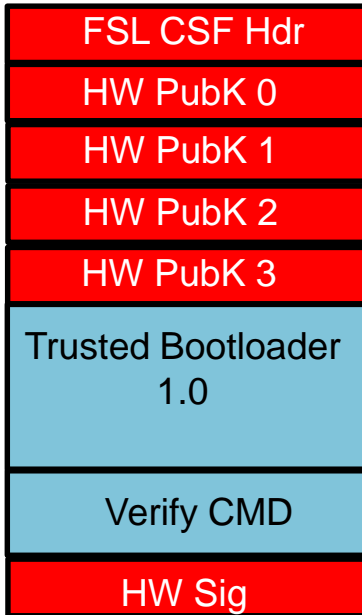 FSL CSF Hdr
HW PubK 0
HW PubK 1
HW PubK 2
HW PubK 3
Trusted Bootloader
1.0
Verify CMD
HW Sig